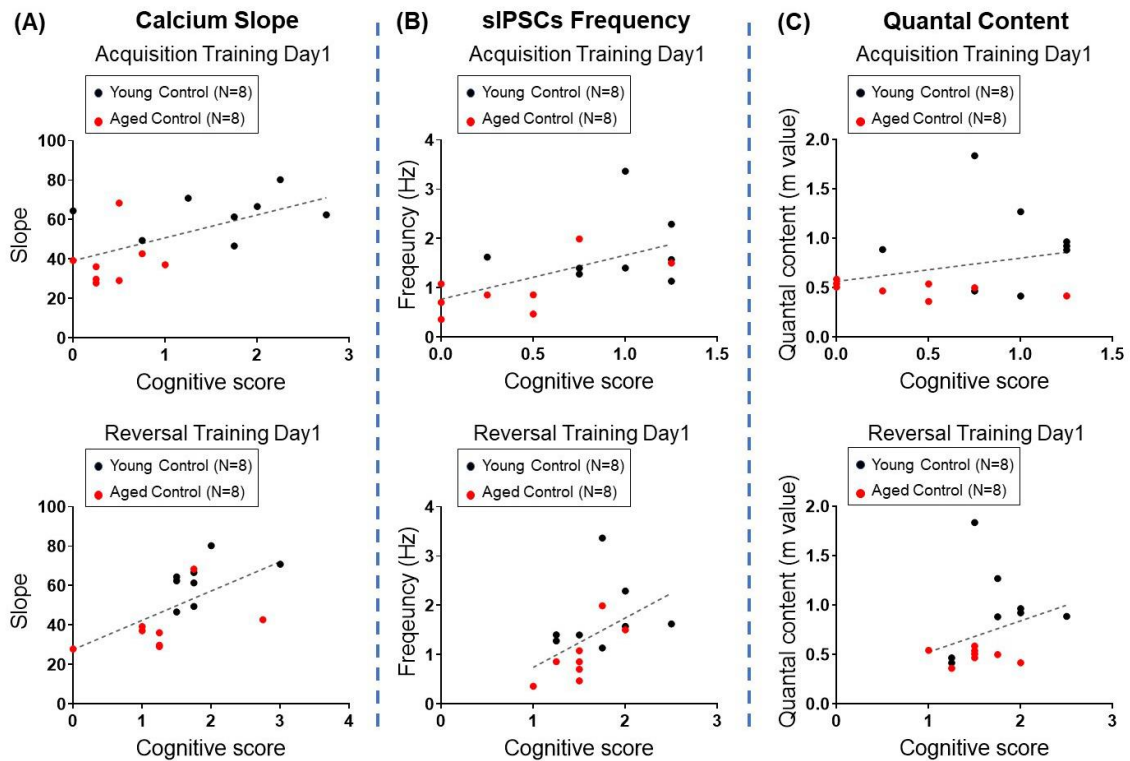 (A) Calcium Slope
Acquisition Training Day1
Young Control (N=8)
Aged Control (N=8)
Slope
100
80
60
40
20
0
0 1 2 3
Cognitive score
Reversal Training Day1
Young Control (N=8)
Aged Control (N=8)
Slope
100
80
60
40
20
0
0 1 2 3 4
Cognitive score
(B) sIPSCs Frequency
Acquisition Training Day1
Young Control (N=8)
Aged Control (N=8)
Freqeuncy (Hz)
4
3
2
1
0
0.0 0.5 1.0 1.5
Cognitive score
Reversal Training Day1
Young Control (N=8)
Aged Control (N=8)
Freqeuncy (Hz)
4
3
2
1
0
0 1 2 3
Cognitive score
(C) Quantal Content
Acquisition Training Day1
Young Control (N=8)
Aged Control (N=8)
Quantal content (m value)
2.0
1.5
1.0
0.5
0.0
0.0 0.5 1.0 1.5
Cognitive score
Reversal Training Day1
Young Control (N=8)
Aged Control (N=8)
Quantal content (m value)
2.0
1.5
1.0
0.5
0.0
0 1 2 3
Cognitive score